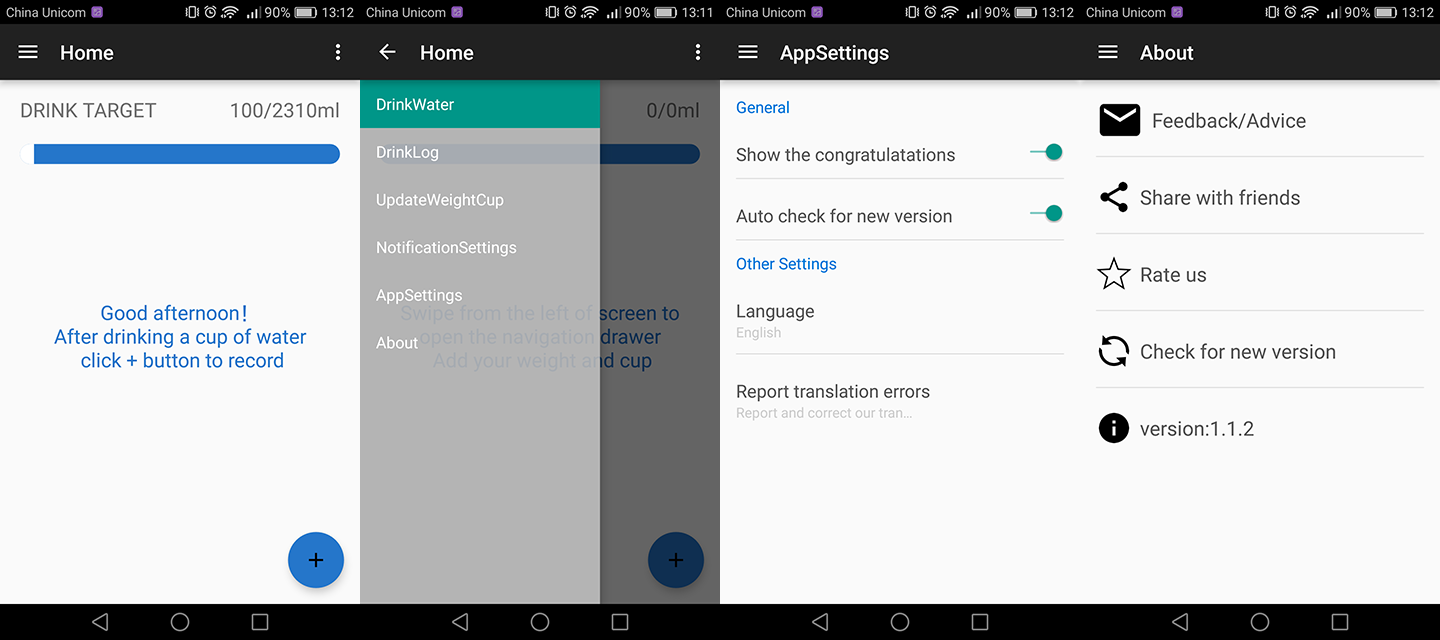 China Unicom 90% 13:12
Home
DRINK TARGET 100/2310ml
Good afternoon!
After drinking a cup of water
click + button to record
+
China Unicom 90% 13:11
Home
DrinkWater 0/0ml
DrinkLog
UpdateWeightCup
NotificationSettings
AppSettings
Swipe from the left of screen to
open the navigation drawer
About
Add your weight and cup
+
China Unicom 90% 13:12
AppSettings
General
Show the congratulatations
Auto check for new version
Other Settings
Language
English
Report translation errors
Report and correct our tran...
China Unicom 90% 13:12
About
Feedback/Advice
Share with friends
Rate us
Check for new version
version:1.1.2